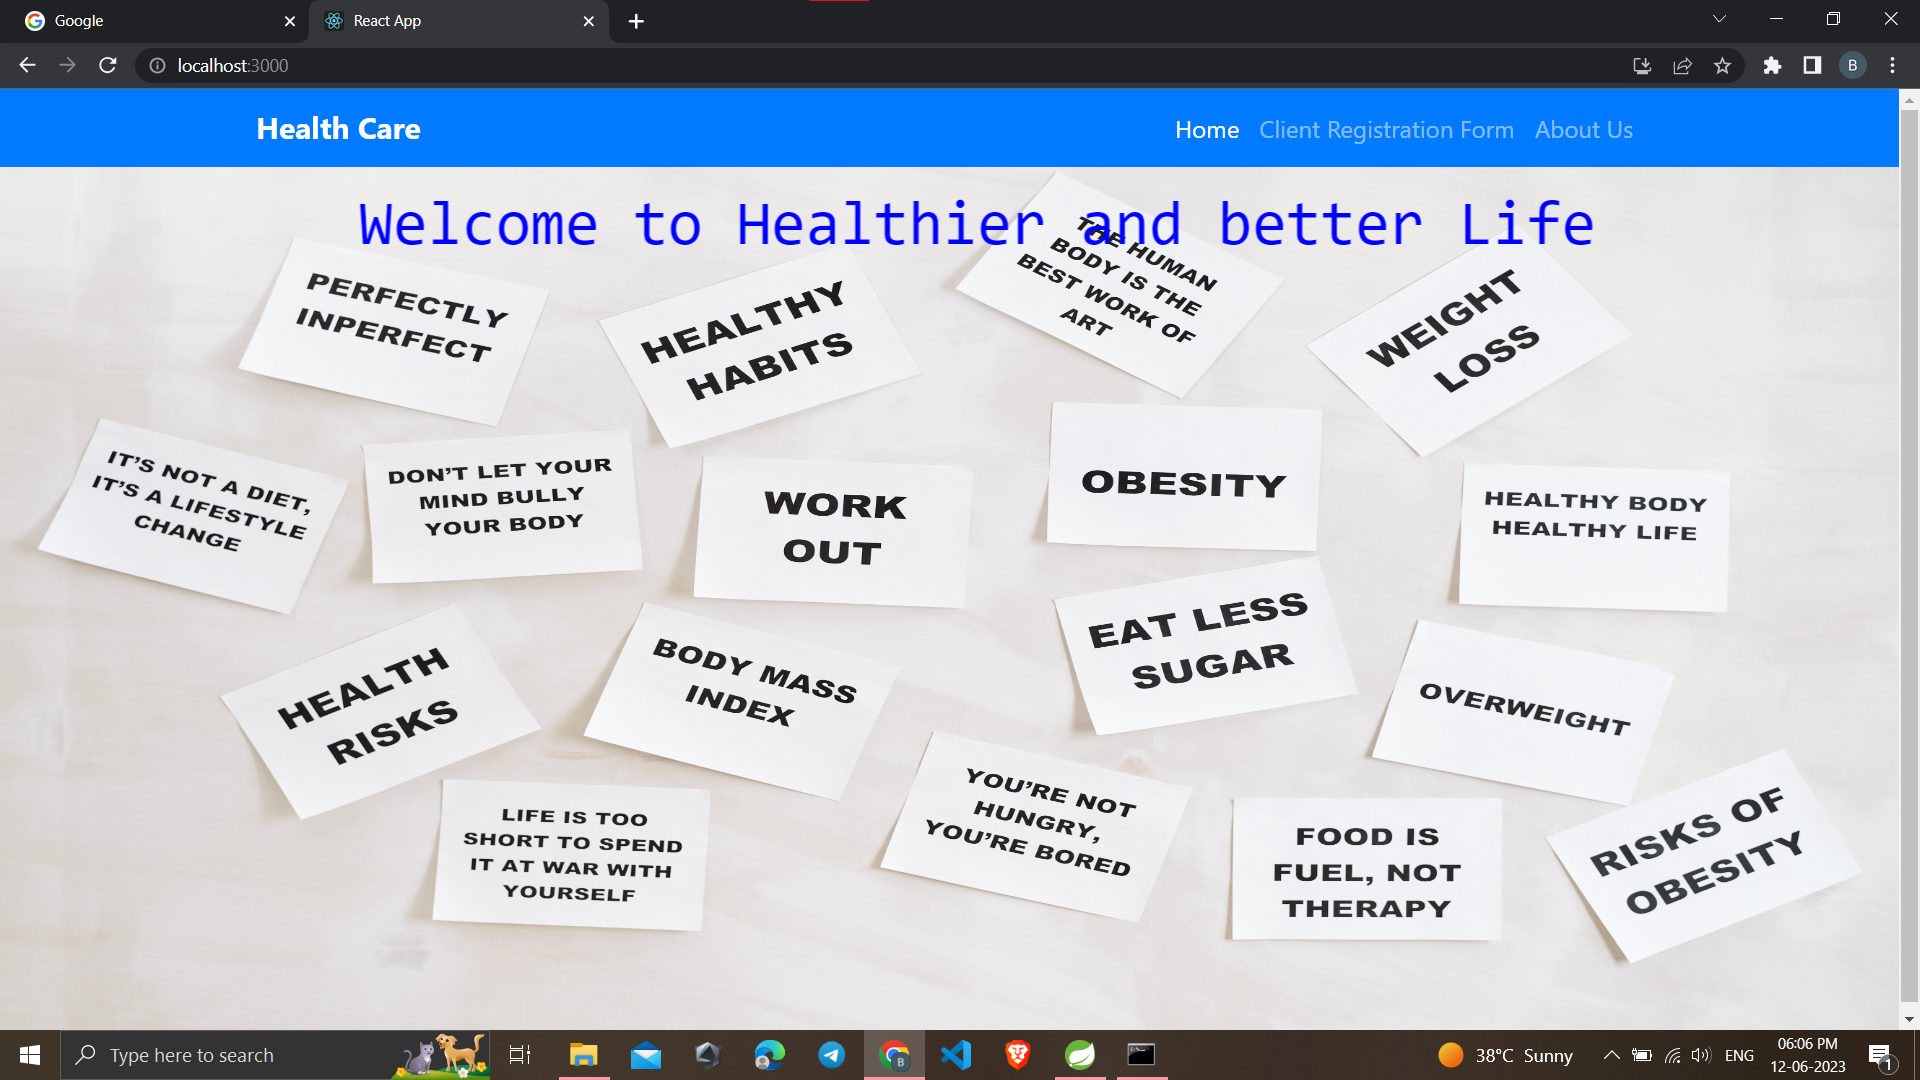 Google
React App
localhost:3000
B
Health Care
Home
Client Registration Form
About Us
Welcome to Healthier and better Life
PERFECTLY
INPERFECT
HEALTHY
HABITS
THE HUMAN
BODY IS THE
BEST WORK OF
ART
WEIGHT
LOSS
IT'S NOT A DIET,
IT'S A LIFESTYLE
CHANGE
DON'T LET YOUR
MIND BULLY
YOUR BODY
WORK
OUT
OBESITY
HEALTHY BODY
HEALTHY LIFE
HEALTH
RISKS
BODY MASS
INDEX
EAT LESS
SUGAR
OVERWEIGHT
LIFE IS TOO
SHORT TO SPEND
IT AT WAR WITH
YOURSELF
YOU'RE NOT
HUNGRY,
YOU'RE BORED
FOOD IS
FUEL, NOT
THERAPY
RISKS OF
OBESITY
Type here to search
B
38°C Sunny
ENG
06:06 PM
12-06-2023
1